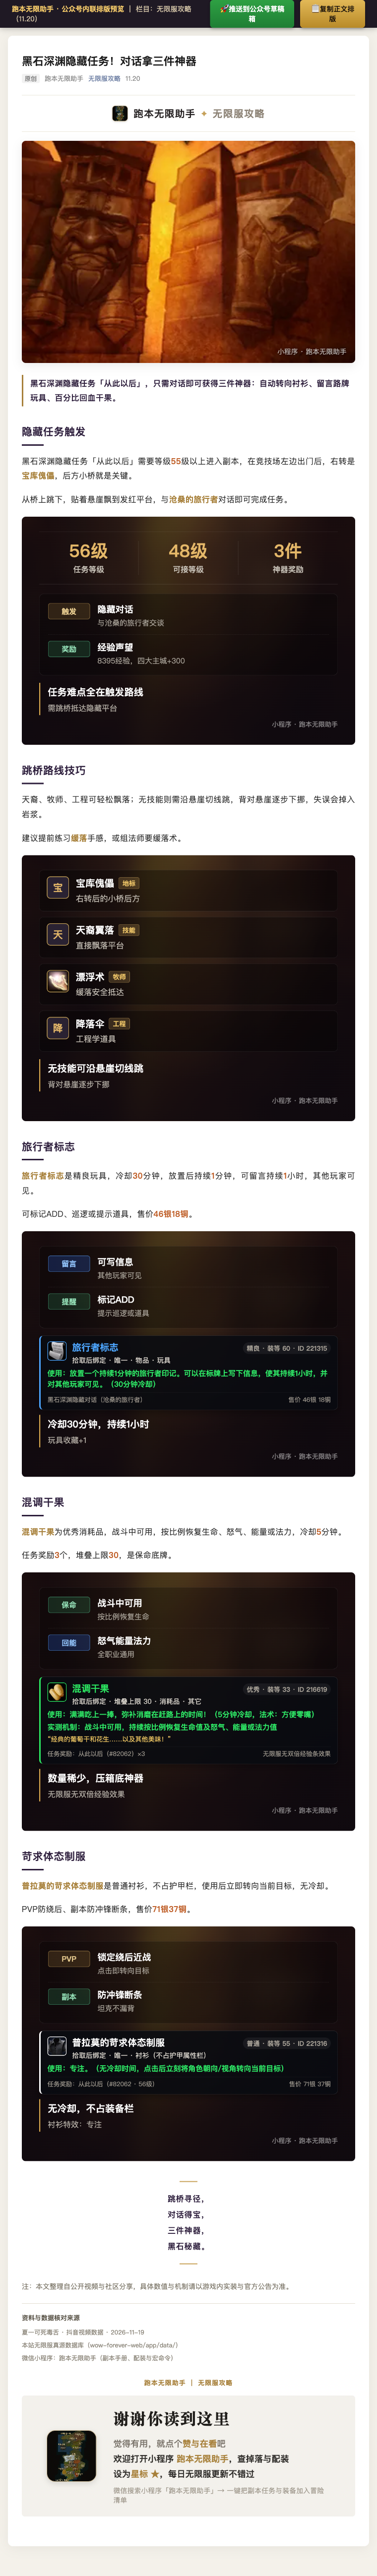 跑本无限助手 · 公众号内联排版预览 | 栏目：无限服攻略
（11.20）
🚀推送到公众号草稿
箱
📋复制正文排
版
黑石深渊隐藏任务！对话拿三件神器
原创 跑本无限助手 无限服攻略 11.20
跑本无限助手 ✦ 无限服攻略
小程序 · 跑本无限助手
黑石深渊隐藏任务「从此以后」，只需对话即可获得三件神器：自动转向衬衫、留言路牌
玩具、百分比回血干果。
隐藏任务触发
黑石深渊隐藏任务「从此以后」需要等级55级以上进入副本，在竞技场左边出门后，右转是
宝库傀儡，后方小桥就是关键。
从桥上跳下，贴着悬崖飘到发红平台，与沧桑的旅行者对话即可完成任务。
56级
任务等级
48级
可接等级
3件
神器奖励
触发
隐藏对话
与沧桑的旅行者交谈
奖励
经验声望
8395经验，四大主城+300
任务难点全在触发路线
需跳桥抵达隐藏平台
小程序 · 跑本无限助手
跳桥路线技巧
天裔、牧师、工程可轻松飘落；无技能则需沿悬崖切线跳，背对悬崖逐步下挪，失误会掉入
岩浆。
建议提前练习缓落手感，或组法师要缓落术。
宝
宝库傀儡 地标
右转后的小桥后方
天
天裔翼落 技能
直接飘落平台
漂浮术 牧师
缓落安全抵达
降
降落伞 工程
工程学道具
无技能可沿悬崖切线跳
背对悬崖逐步下挪
小程序 · 跑本无限助手
旅行者标志
旅行者标志是精良玩具，冷却30分钟，放置后持续1分钟，可留言持续1小时，其他玩家可
见。
可标记ADD、巡逻或提示道具，售价46银18铜。
留言
可写信息
其他玩家可见
提醒
标记ADD
提示巡逻或道具
旅行者标志
精良 · 装等 60 · ID 221315
拾取后绑定 · 唯一 · 物品 · 玩具
使用：放置一个持续1分钟的旅行者印记。可以在标牌上写下信息，使其持续1小时，并
对其他玩家可见。（30分钟冷却）
黑石深渊隐藏对话〔沧桑的旅行者〕
售价 46银 18铜
冷却30分钟，持续1小时
玩具收藏+1
小程序 · 跑本无限助手
混调干果
混调干果为优秀消耗品，战斗中可用，按比例恢复生命、怒气、能量或法力，冷却5分钟。
任务奖励3个，堆叠上限30，是保命底牌。
保命
战斗中可用
按比例恢复生命
回能
怒气能量法力
全职业通用
混调干果
优秀 · 装等 33 · ID 216619
拾取后绑定 · 堆叠上限 30 · 消耗品 · 其它
使用：满满吃上一捧，弥补消磨在赶路上的时间！（5分钟冷却，法术：方便零嘴）
实测机制：战斗中可用，持续按比例恢复生命值及怒气、能量或法力值
“经典的葡萄干和花生……以及其他美味！”
任务奖励：从此以后（#82062）×3
无限服无双倍经验条效果
数量稀少，压箱底神器
无限服无双倍经验效果
小程序 · 跑本无限助手
苛求体态制服
普拉莫的苛求体态制服是普通衬衫，不占护甲栏，使用后立即转向当前目标，无冷却。
PVP防绕后、副本防冲锋断条，售价71银37铜。
PVP
锁定绕后近战
点击即转向目标
副本
防冲锋断条
坦克不漏背
普拉莫的苛求体态制服
普通 · 装等 55 · ID 221316
拾取后绑定 · 唯一 · 衬衫（不占护甲属性栏）
使用：专注。（无冷却时间，点击后立刻将角色朝向/视角转向当前目标）
任务奖励：从此以后（#82062 · 56级）
售价 71银 37铜
无冷却，不占装备栏
衬衫特效：专注
小程序 · 跑本无限助手
跳桥寻径，
对话得宝，
三件神器，
黑石秘藏。
注：本文整理自公开视频与社区分享，具体数值与机制请以游戏内实装与官方公告为准。
资料与数据核对来源
夏一可死毒舌 · 抖音视频数据 · 2026-11-19
本站无限服真源数据库（wow-forever-web/app/data/）
微信小程序：跑本无限助手（副本手册、配装与宏命令）
跑本无限助手 | 无限服攻略
谢谢你读到这里
觉得有用，就点个赞与在看吧
欢迎打开小程序 跑本无限助手，查掉落与配装
设为星标 ★，每日无限服更新不错过
微信搜索小程序「跑本无限助手」→ 一键把副本任务与装备加入冒险
清单